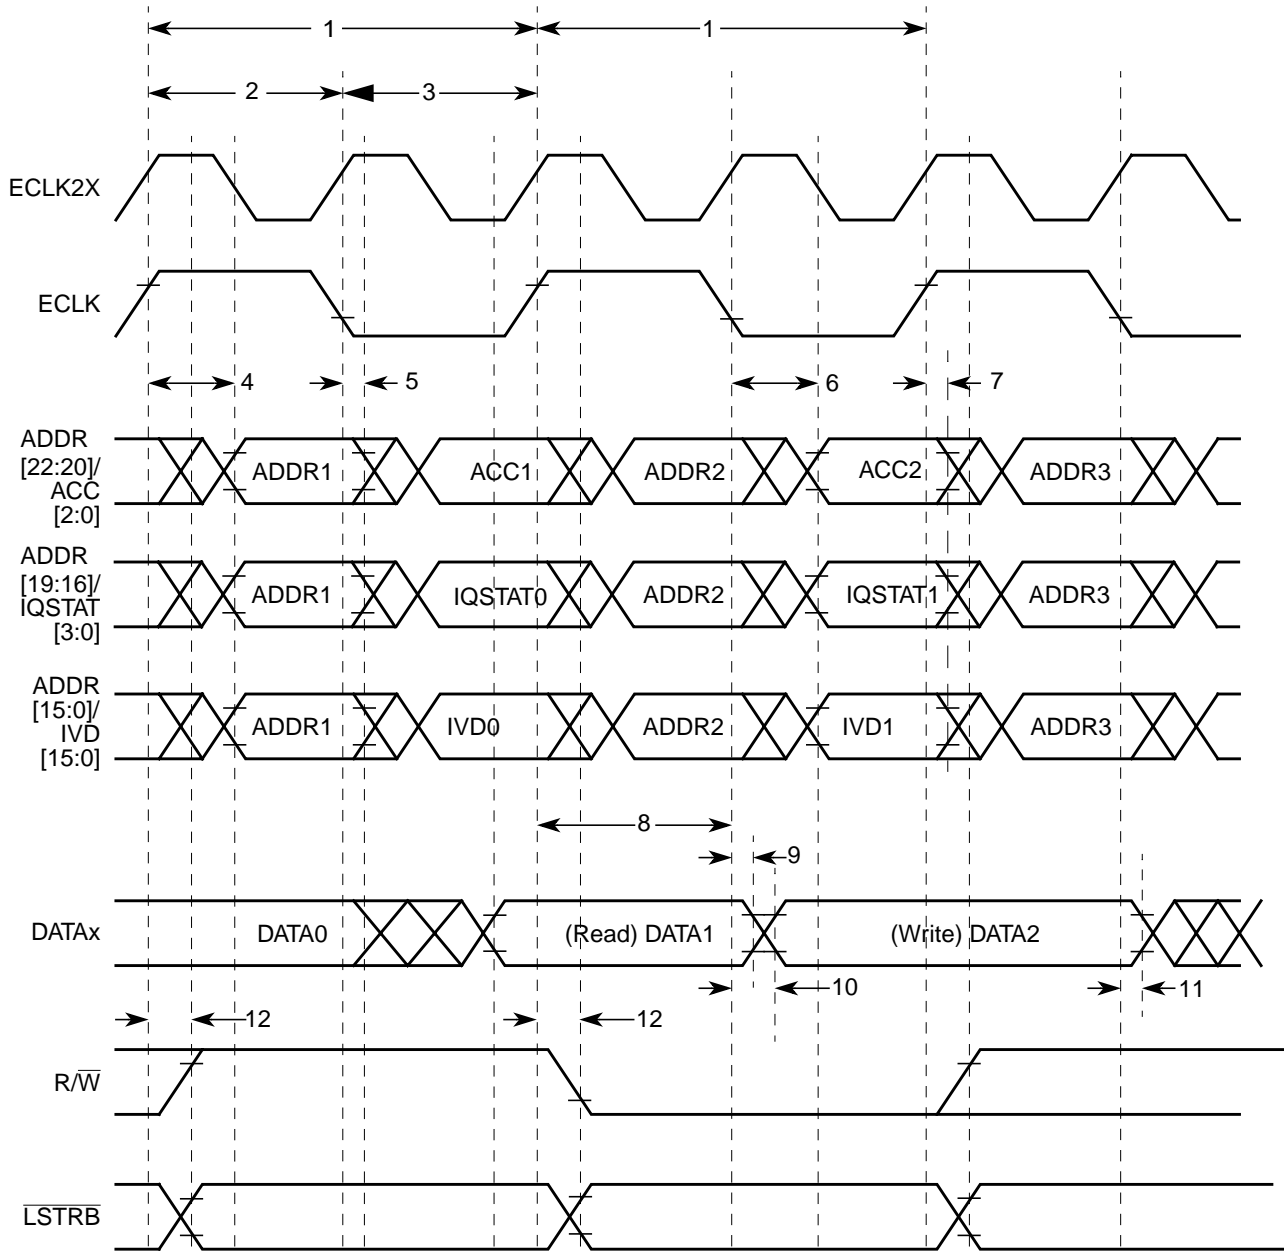 1 1
2 3
ECLK2X
ECLK
4 5 6 7
ADDR
[22:20]/
ACC
[2:0]
ADDR1 ACC1 ADDR2 ACC2 ADDR3
ADDR
[19:16]/
IQSTAT
[3:0]
ADDR1 IQSTAT0 ADDR2 IQSTAT1 ADDR3
ADDR
[15:0]/
IVD
[15:0]
ADDR1 IVD0 ADDR2 IVD1 ADDR3
8
9
DATAx DATA0 (Read) DATA1 (Write) DATA2
10 11
12 12
R/W̅
L̅S̅T̅R̅B̅